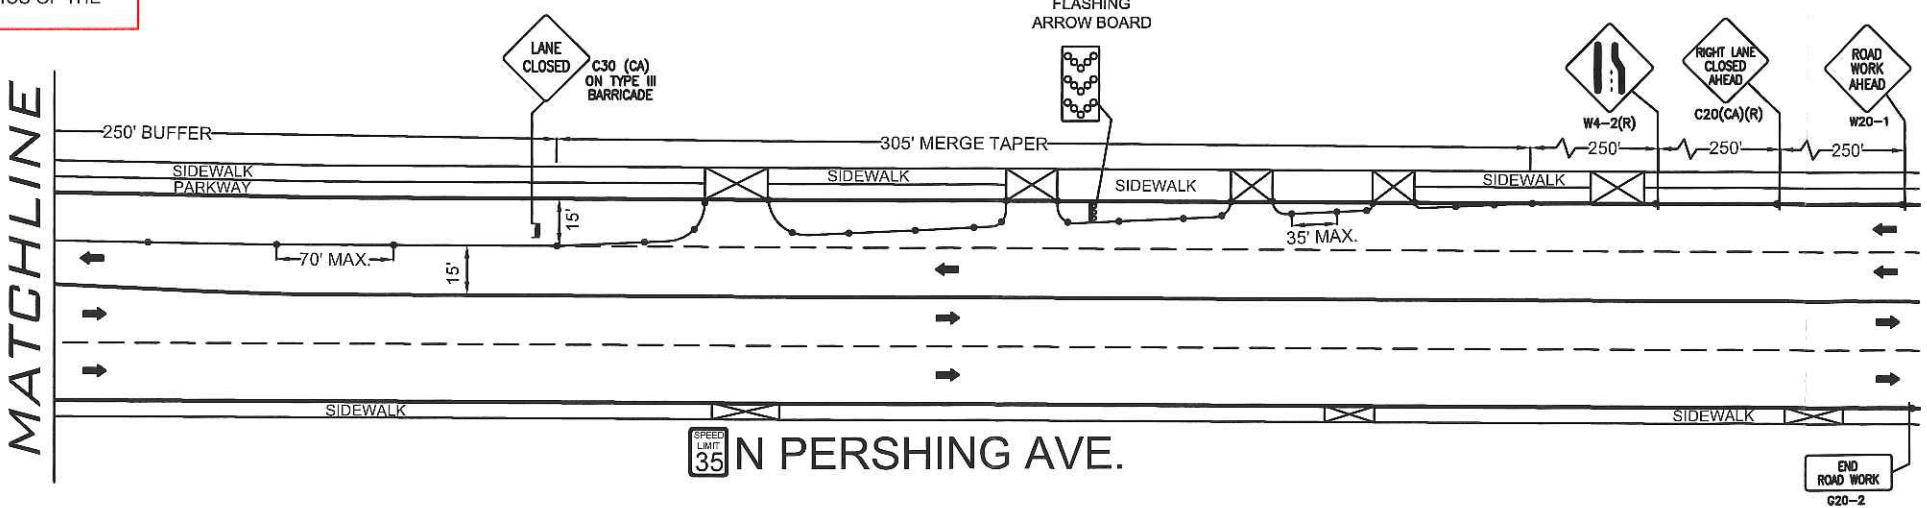 THE
FLASHING
ARROW BOARD
LANE
CLOSED
C30 (CA)
ON TYPE III
BARRICADE
RIGHT LANE
CLOSED
AHEAD
ROAD
WORK
AHEAD
W4-2(R)
C20(CA)(R)
W20-1
MATCHLINE
250' BUFFER
305' MERGE TAPER
250'
250'
250'
SIDEWALK
PARKWAY
SIDEWALK
SIDEWALK
SIDEWALK
15'
35' MAX.
70' MAX.
15'
SIDEWALK
SIDEWALK
SPEED
LIMIT
35
N PERSHING AVE.
END
ROAD WORK
G20-2